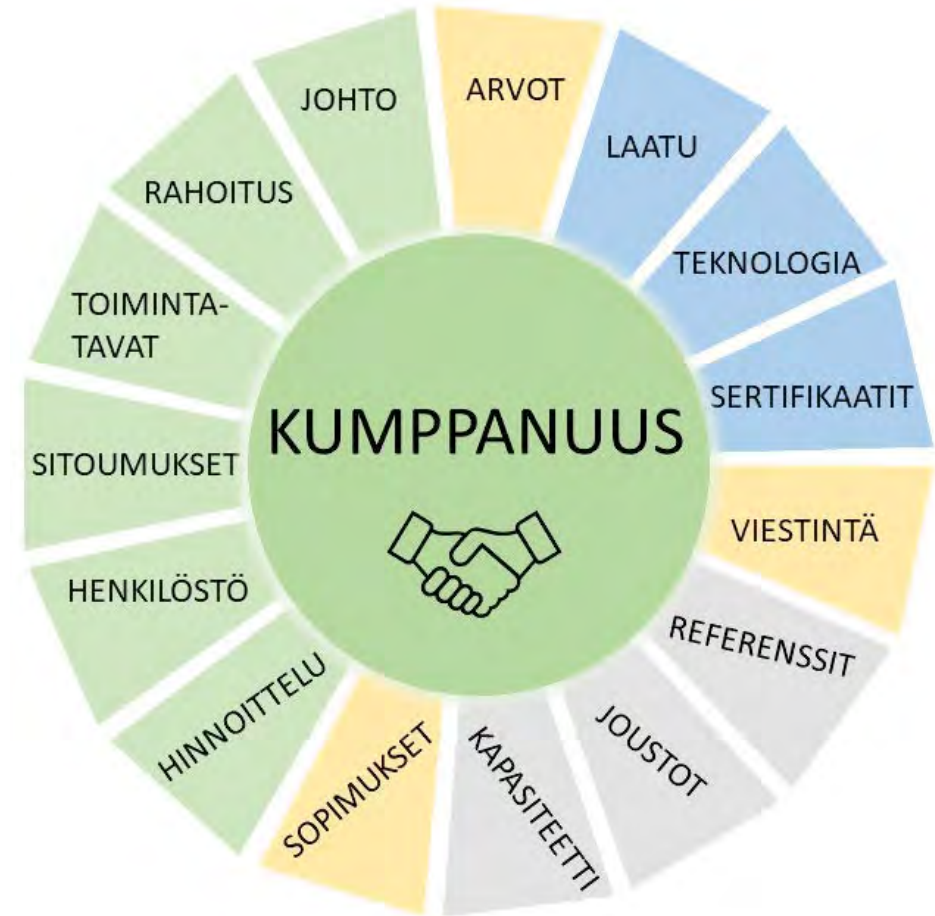 ARVOT
LAATU
TEKNOLOGIA
SERTIFIKAATIT
VIESTINTÄ
REFERENSSIT
JOUSTOT
KAPASITEETTI
SOPIMUKSET
HINNOITTELU
HENKILÖSTÖ
SITOUMUKSET
TOIMINTA-
TAVAT
RAHOITUS
JOHTO
KUMPPANUUS